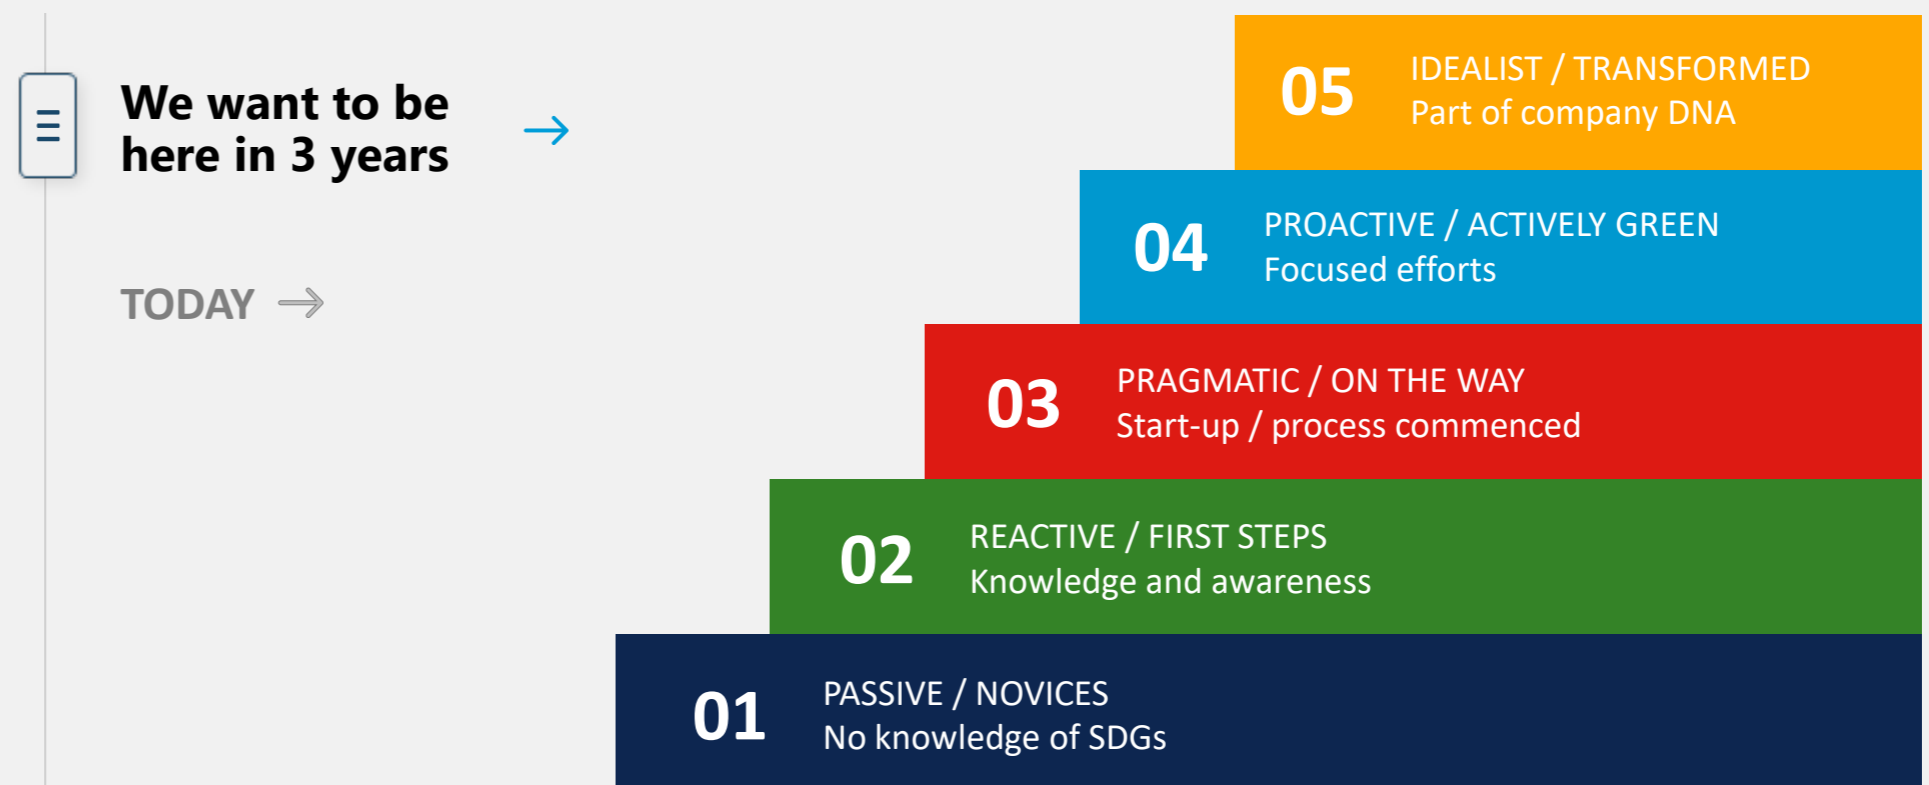 We want to be
here in 3 years
TODAY
05
IDEALIST / TRANSFORMED
Part of company DNA
04
PROACTIVE / ACTIVELY GREEN
Focused efforts
03
PRAGMATIC / ON THE WAY
Start-up / process commenced
02
REACTIVE / FIRST STEPS
Knowledge and awareness
01
PASSIVE / NOVICES
No knowledge of SDGs